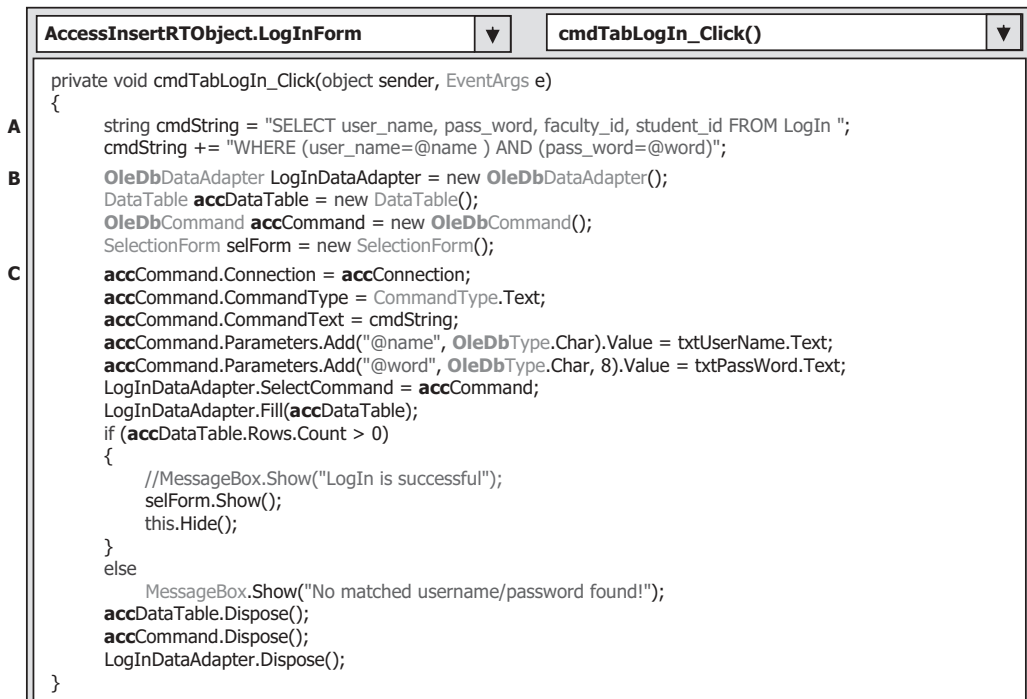 AccessInsertRTObject.LogInForm cmdTabLogIn_Click()
private void cmdTabLogIn_Click(object sender, EventArgs e)
{
A string cmdString = "SELECT user_name, pass_word, faculty_id, student_id FROM LogIn ";
cmdString += "WHERE (user_name=@name ) AND (pass_word=@word)";
B OleDbDataAdapter LogInDataAdapter = new OleDbDataAdapter();
DataTable accDataTable = new DataTable();
OleDbCommand accCommand = new OleDbCommand();
SelectionForm selForm = new SelectionForm();
C accCommand.Connection = accConnection;
accCommand.CommandType = CommandType.Text;
accCommand.CommandText = cmdString;
accCommand.Parameters.Add("@name", OleDbType.Char).Value = txtUserName.Text;
accCommand.Parameters.Add("@word", OleDbType.Char, 8).Value = txtPassWord.Text;
LogInDataAdapter.SelectCommand = accCommand;
LogInDataAdapter.Fill(accDataTable);
if (accDataTable.Rows.Count > 0)
{
//MessageBox.Show("LogIn is successful");
selForm.Show();
this.Hide();
}
else
MessageBox.Show("No matched username/password found!");
accDataTable.Dispose();
accCommand.Dispose();
LogInDataAdapter.Dispose();
}